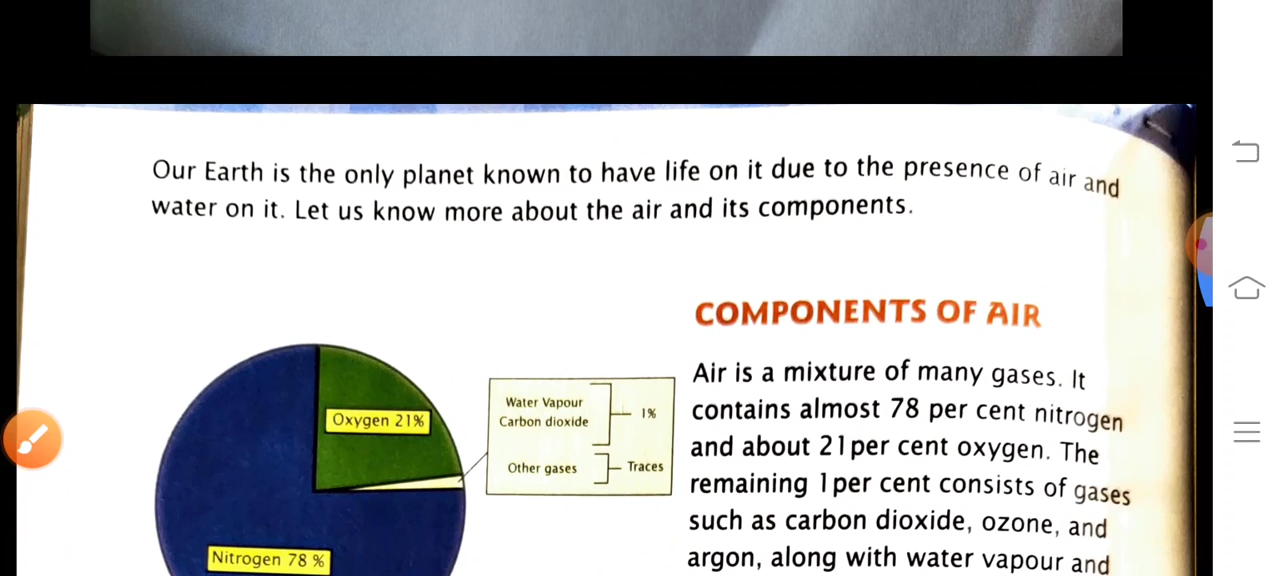 Our Earth is the only planet known to have life on it due to the presence of air and
water on it. Let us know more about the air and its components.
COMPONENTS OF AIR
Oxygen 21%
Nitrogen 78 %
Water Vapour
Carbon dioxide
1%
Other gases
Traces
Air is a mixture of many gases. It
contains almost 78 per cent nitrogen
and about 21per cent oxygen. The
remaining 1per cent consists of gases
such as carbon dioxide, ozone, and
argon, along with water vapour and